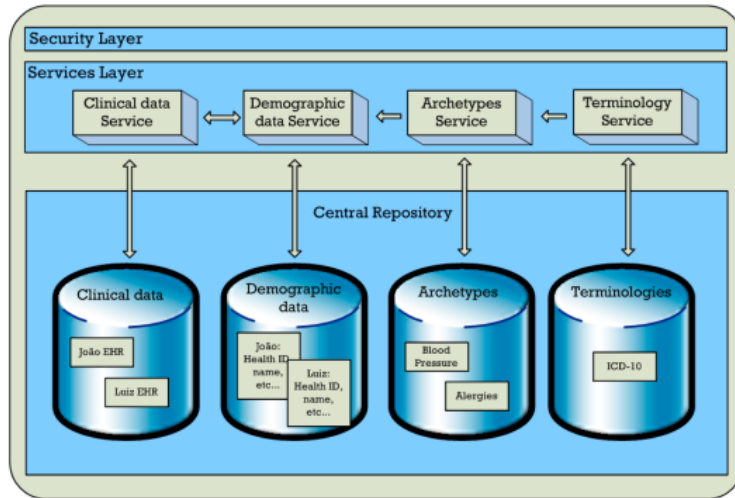 Security Layer
Services Layer
Clinical data
Service
Demographic
data Service
Archetypes
Service
Terminology
Service
Central Repository
Clinical data
João EHR
Luiz EHR
Demographic
data
João:
Health ID,
name,
etc...
Luiz:
Health ID,
name,
etc...
Archetypes
Blood
Pressure
Alergies
Terminologies
ICD-10